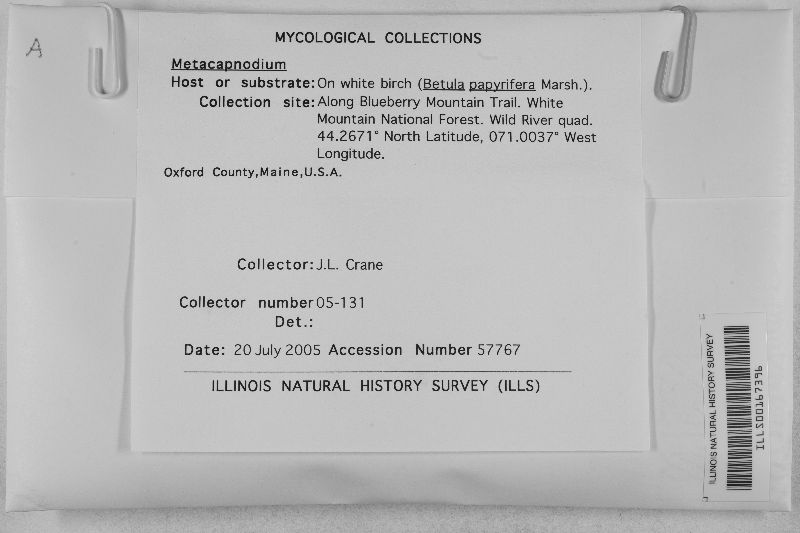 A
MYCOLOGICAL COLLECTIONS
Metacapnodium
Host or substrate: On white birch (Betula papyrifera Marsh.).
Collection site: Along Blueberry Mountain Trail. White
Mountain National Forest. Wild River quad.
44.2671° North Latitude, 071.0037° West
Longitude.
Oxford County,Maine,U.S.A.
Collector: J.L. Crane
Collector number 05-131
Det.:
Date: 20 July 2005 Accession Number 57767
ILLINOIS NATURAL HISTORY SURVEY (ILLS)
ILLINOIS NATURAL HISTORY SURVEY
ILLS00167396